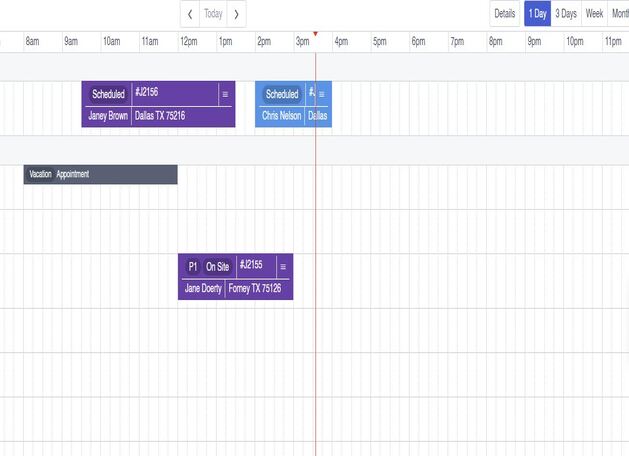 Today
Details 1 Day 3 Days Week Mont
8am 9am 10am 11am 12pm 1pm 2pm 3pm 4pm 5pm 6pm 7pm 8pm 9pm 10pm 11pm
Scheduled #J2156
Janey Brown Dallas TX 75216
Scheduled #J
Chris Nelson Dallas
Vacation Appointment
P1 On Site #J2155
Jane Doerty Forney TX 75126